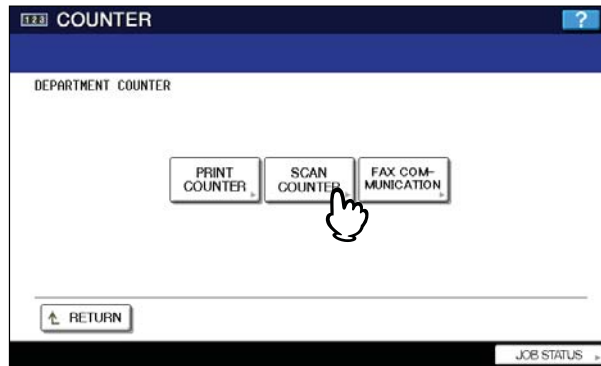 123 COUNTER
?
DEPARTMENT COUNTER
PRINT
COUNTER
SCAN
COUNTER
FAX COM-
MUNICATION
RETURN
JOB STATUS